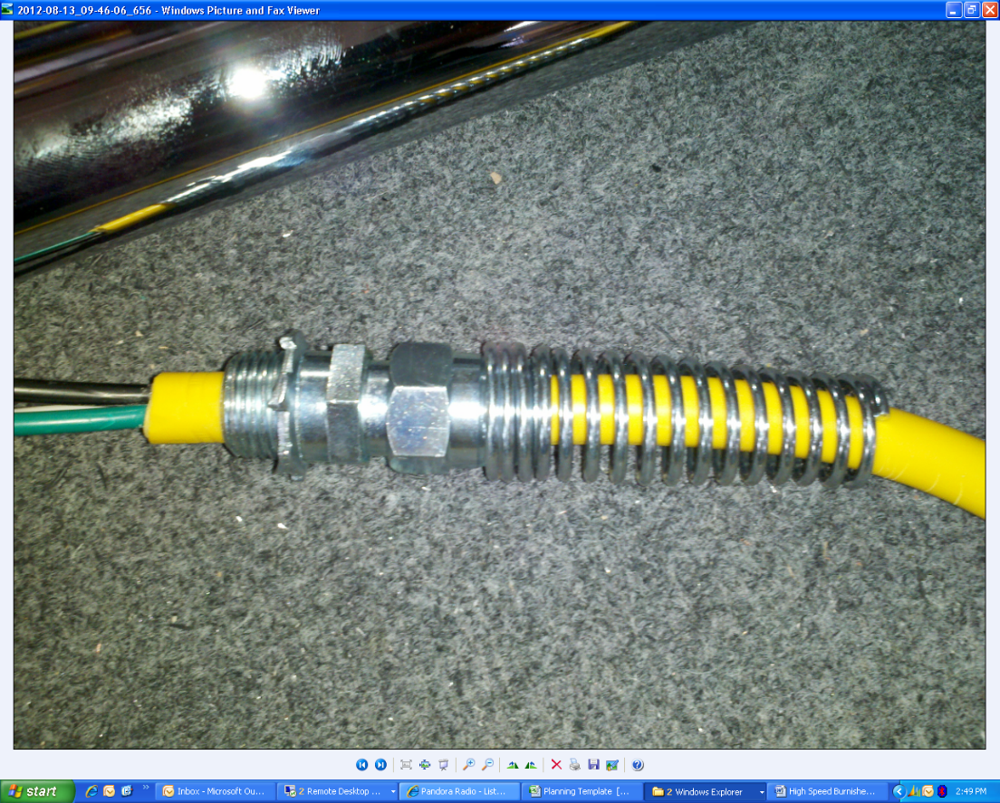 2012-08-13_09-46-06_656 - Windows Picture and Fax Viewer
start
Inbox - Microsoft Ou...
2 Remote Desktop ...
Pandora Radio - List...
Planning Template [...
2 Windows Explorer
High Speed Burnishe...
2:49 PM